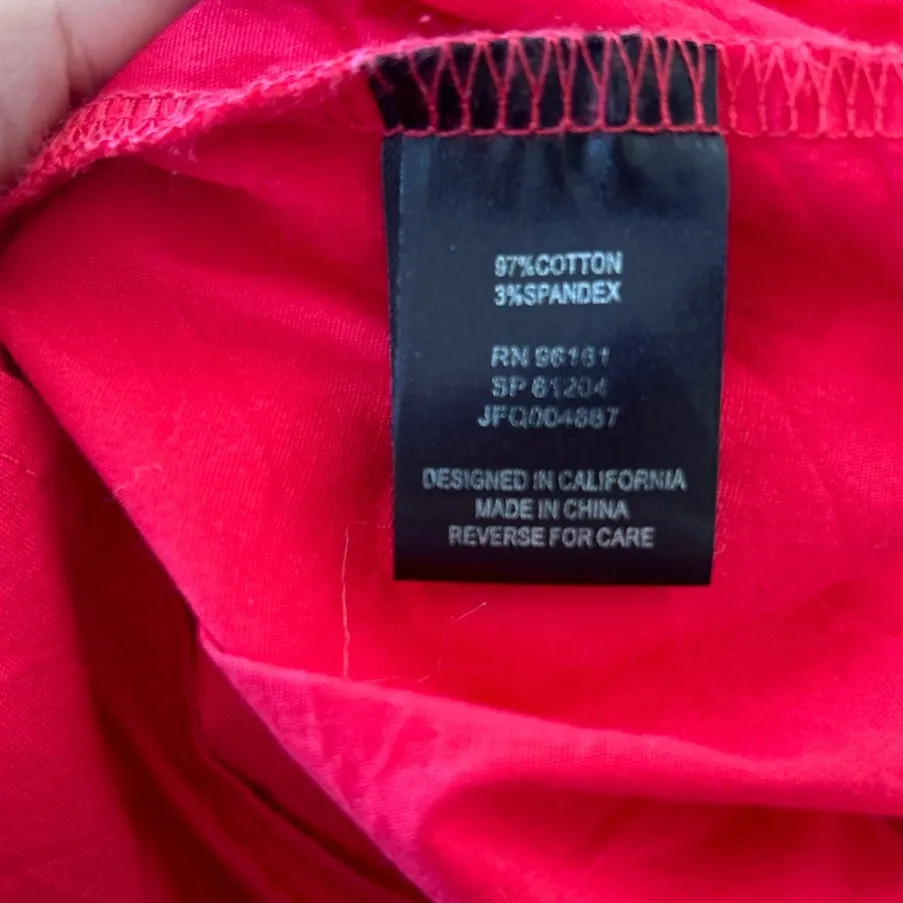 97%COTTON
3%SPANDEX
RN 96161
SP 61204
JFQ004887
DESIGNED IN CALIFORNIA
MADE IN CHINA
REVERSE FOR CARE